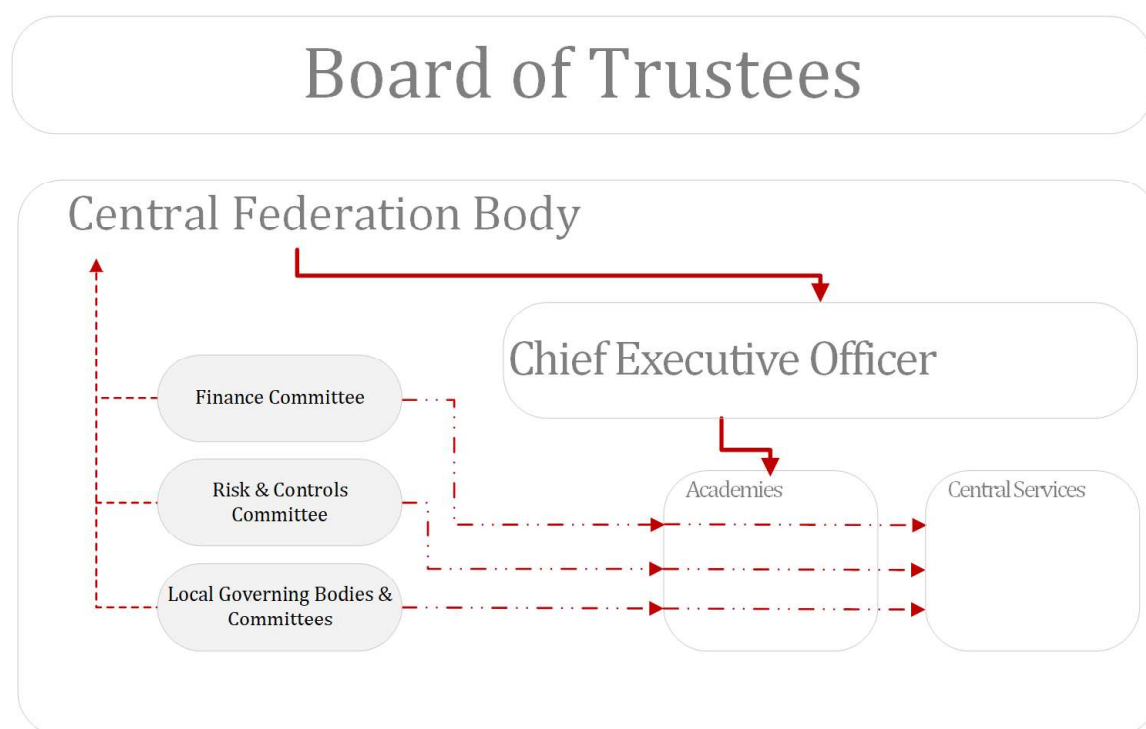 Board of Trustees
Central Federation Body
Chief Executive Officer
Finance Committee
Risk & Controls
Committee
Local Governing Bodies &
Committees
Academies
Central Services